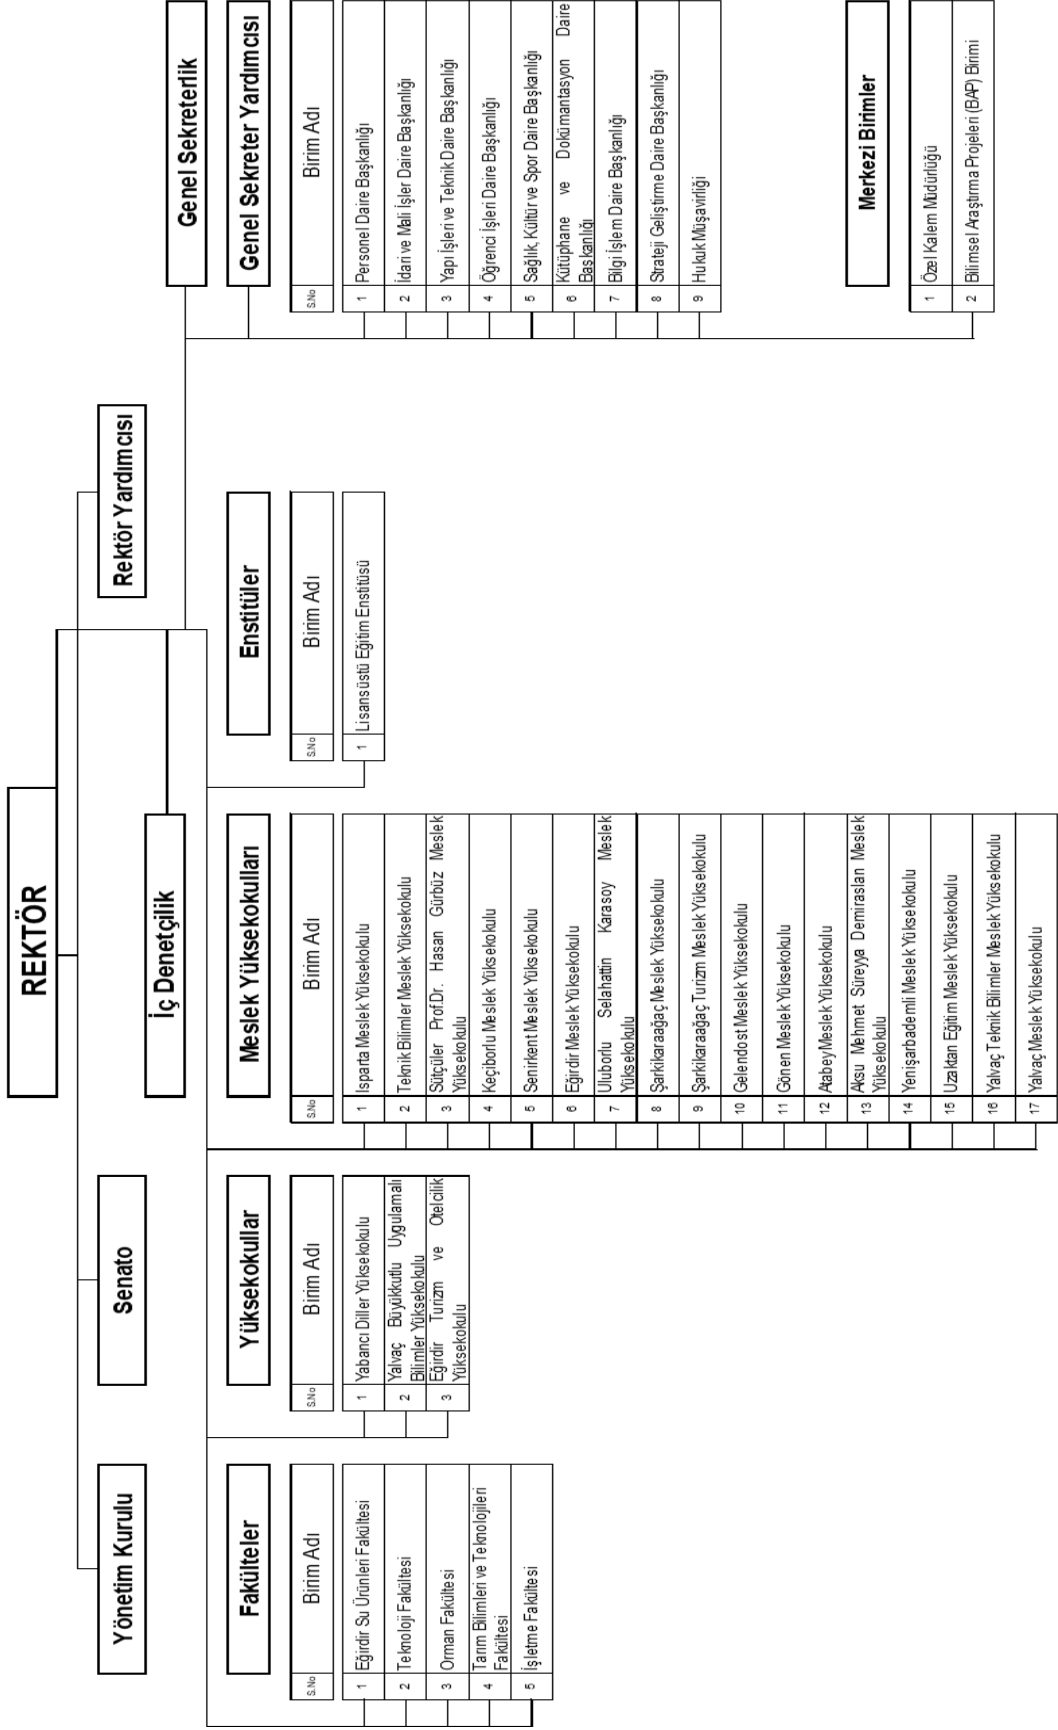 REKTÖR
Yönetim Kurulu
Senato
Rektör Yardımcısı
İç Denetçilik
Genel Sekreterlik
Fakülteler
S.No
Birim Adı
1 Eğirdir Su Ürünleri Fakültesi
2 Teknoloji Fakültesi
3 Orman Fakültesi
4 Tarım Bilimleri ve Teknolojileri
Fakültesi
5 İşletme Fakültesi
Yüksekokullar
S.No
Birim Adı
1 Yabancı Diller Yüksekokulu
2 Yalvaç Büyükkutlu Uygulamalı
Bilimler Yüksekokulu
3 Eğirdir Turizm ve Otelcilik
Yüksekokulu
Meslek Yüksekokulları
S.No
Birim Adı
1 Isparta Meslek Yüksekokulu
2 Teknik Bilimler Meslek Yüksekokulu
3 Sütçüler Prof.Dr. Hasan Gürbüz Meslek
Yüksekokulu
4 Keçiborlu Meslek Yüksekokulu
5 Senirkent Meslek Yüksekokulu
6 Eğirdir Meslek Yüksekokulu
7 Uluborlu Selahattin Karasoy Meslek
Yüksekokulu
8 Şarkikaraağaç Meslek Yüksekokulu
9 Şarkikaraağaç Turizm Meslek Yüksekokulu
10 Gelendost Meslek Yüksekokulu
11 Gönen Meslek Yüksekokulu
12 Atabey Meslek Yüksekokulu
13 Aksu Mehmet Süreyya Demiraslan Meslek
Yüksekokulu
14 Yenişarbademli Meslek Yüksekokulu
15 Uzaktan Eğitim Meslek Yüksekokulu
16 Yalvaç Teknik Bilimler Meslek Yüksekokulu
17 Yalvaç Meslek Yüksekokulu
Enstitüler
S.No
Birim Adı
1 Lisansüstü Eğitim Enstitüsü
Genel Sekreter Yardımcısı
S.No
Birim Adı
1 Personel Daire Başkanlığı
2 İdari ve Mali İşler Daire Başkanlığı
3 Yapı İşleri ve Teknik Daire Başkanlığı
4 Öğrenci İşleri Daire Başkanlığı
5 Sağlık, Kültür ve Spor Daire Başkanlığı
6 Kütüphane ve Dokümantasyon Daire
Başkanlığı
7 Bilgi İşlem Daire Başkanlığı
8 Strateji Geliştirme Daire Başkanlığı
9 Hukuk Müşavirliği
Merkezi Birimler
1 Özel Kalem Müdürlüğü
2 Bilimsel Araştırma Projeleri (BAP) Birimi